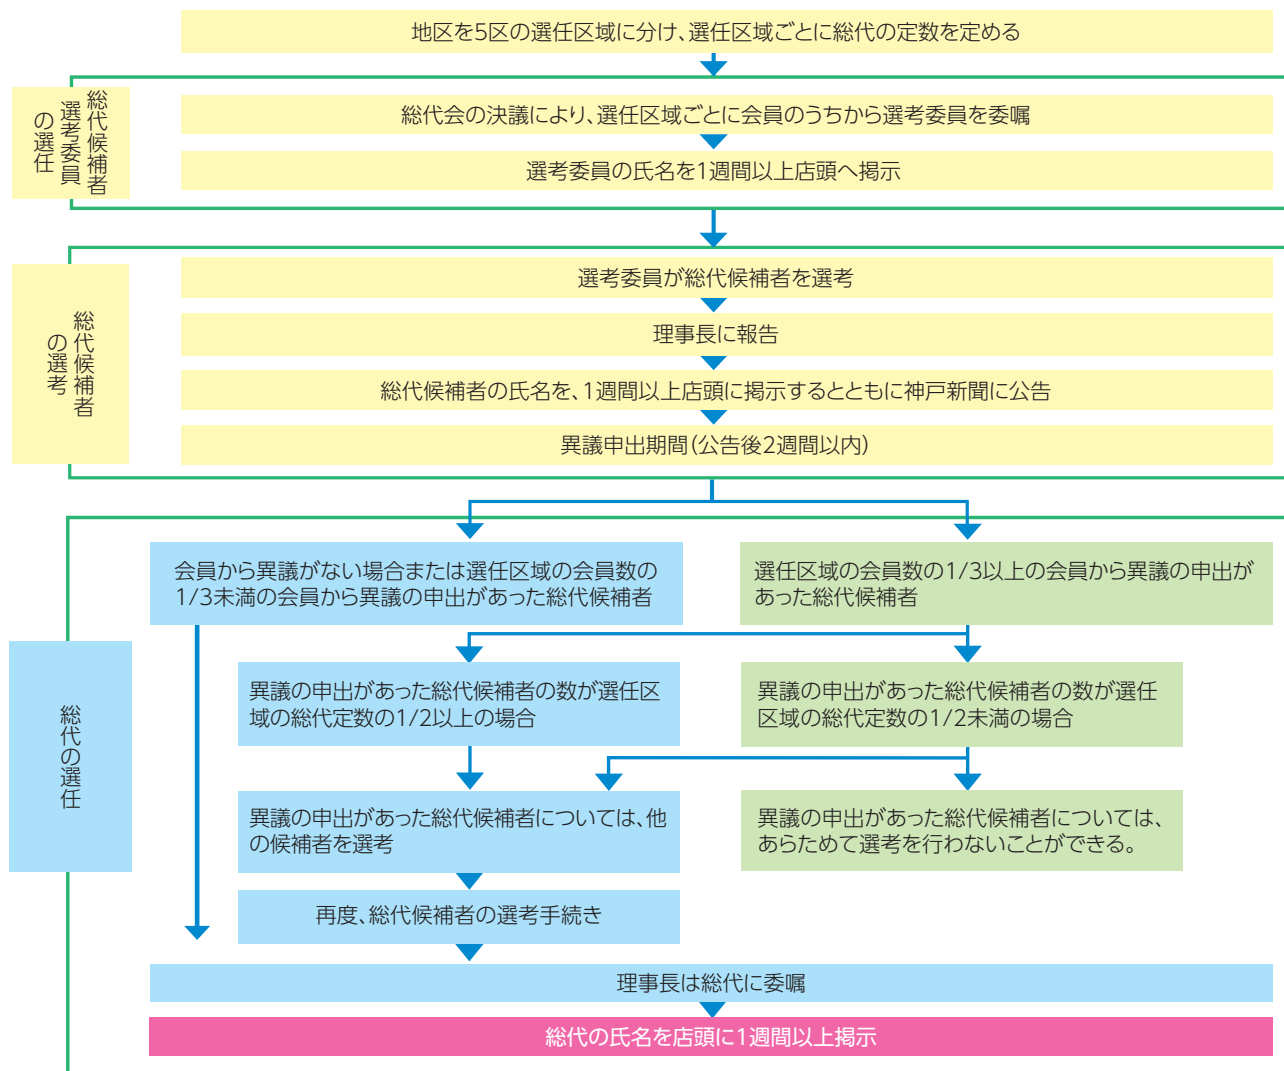 地区を5区の選任区域に分け、選任区域ごとに総代の定数を定める
総代候補者
選考委員
の選任
総代会の決議により、選任区域ごとに会員のうちから選考委員を委嘱
選考委員の氏名を1週間以上店頭へ掲示
総代候補者
の選考
選考委員が総代候補者を選考
理事長に報告
総代候補者の氏名を、1週間以上店頭に掲示するとともに神戸新聞に公告
異議申出期間(公告後2週間以内)
総代の選任
会員から異議がない場合または選任区域の会員数の
1/3未満の会員から異議の申出があった総代候補者
選任区域の会員数の1/3以上の会員から異議の申出が
あった総代候補者
異議の申出があった総代候補者の数が選任区
域の総代定数の1/2以上の場合
異議の申出があった総代候補者の数が選任
区域の総代定数の1/2未満の場合
異議の申出があった総代候補者については、他
の候補者を選考
異議の申出があった総代候補者については、
あらためて選考を行わないことができる。
再度、総代候補者の選考手続き
理事長は総代に委嘱
総代の氏名を店頭に1週間以上掲示